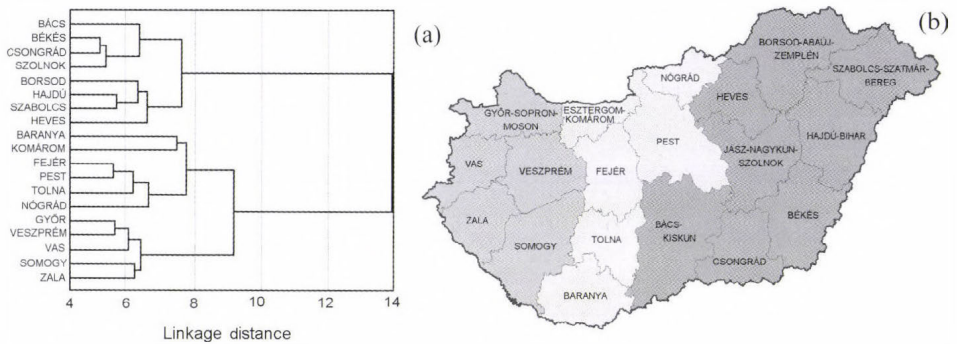 BÁCS
BÉKÉS
CSONGRÁD
SZOLNOK
BORSOD
HAJDÚ
SZABOLCS
HEVES
BARANYA
KOMÁROM
FEJÉR
PEST
TOLNA
NÓGRÁD
GYŐR
VESZPRÉM
VAS
SOMOGY
ZALA
4 6 8 10 12 14
Linkage distance
(a)
(b)
BORSOD-ABAÚJ-
ZEMPLÉN
SZABOLCS-SZATMÁR-
BEREG
NÓGRÁD
HEVES
GYŐR-SOPRON-
MOSON
ESZTERGOM-
KOMÁROM
PEST
HAJDÚ-BIHAR
JÁSZ-NAGYKUN-
SZOLNOK
VAS
VESZPRÉM
FEJÉR
ZALA
SOMOGY
TOLNA
BÁCS-
KISKUN
BÉKÉS
CSONGRÁD
BARANYA